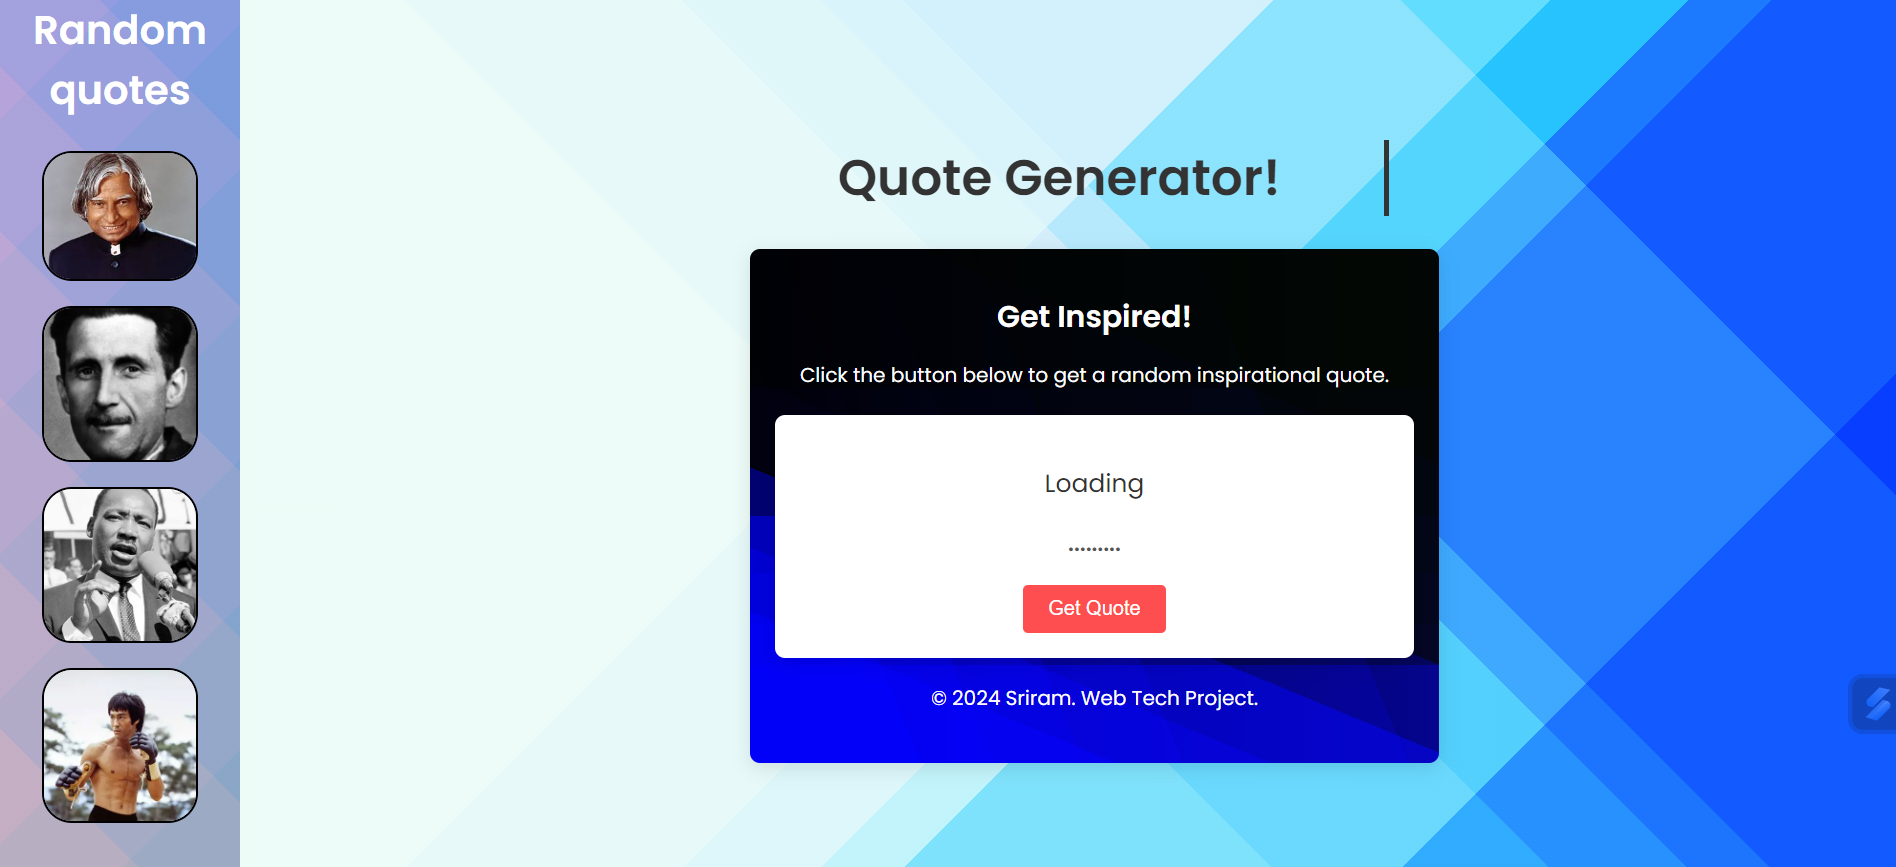 Random
quotes
Quote Generator!
Get Inspired!
Click the button below to get a random inspirational quote.
Loading
.........
Get Quote
© 2024 Sriram. Web Tech Project.